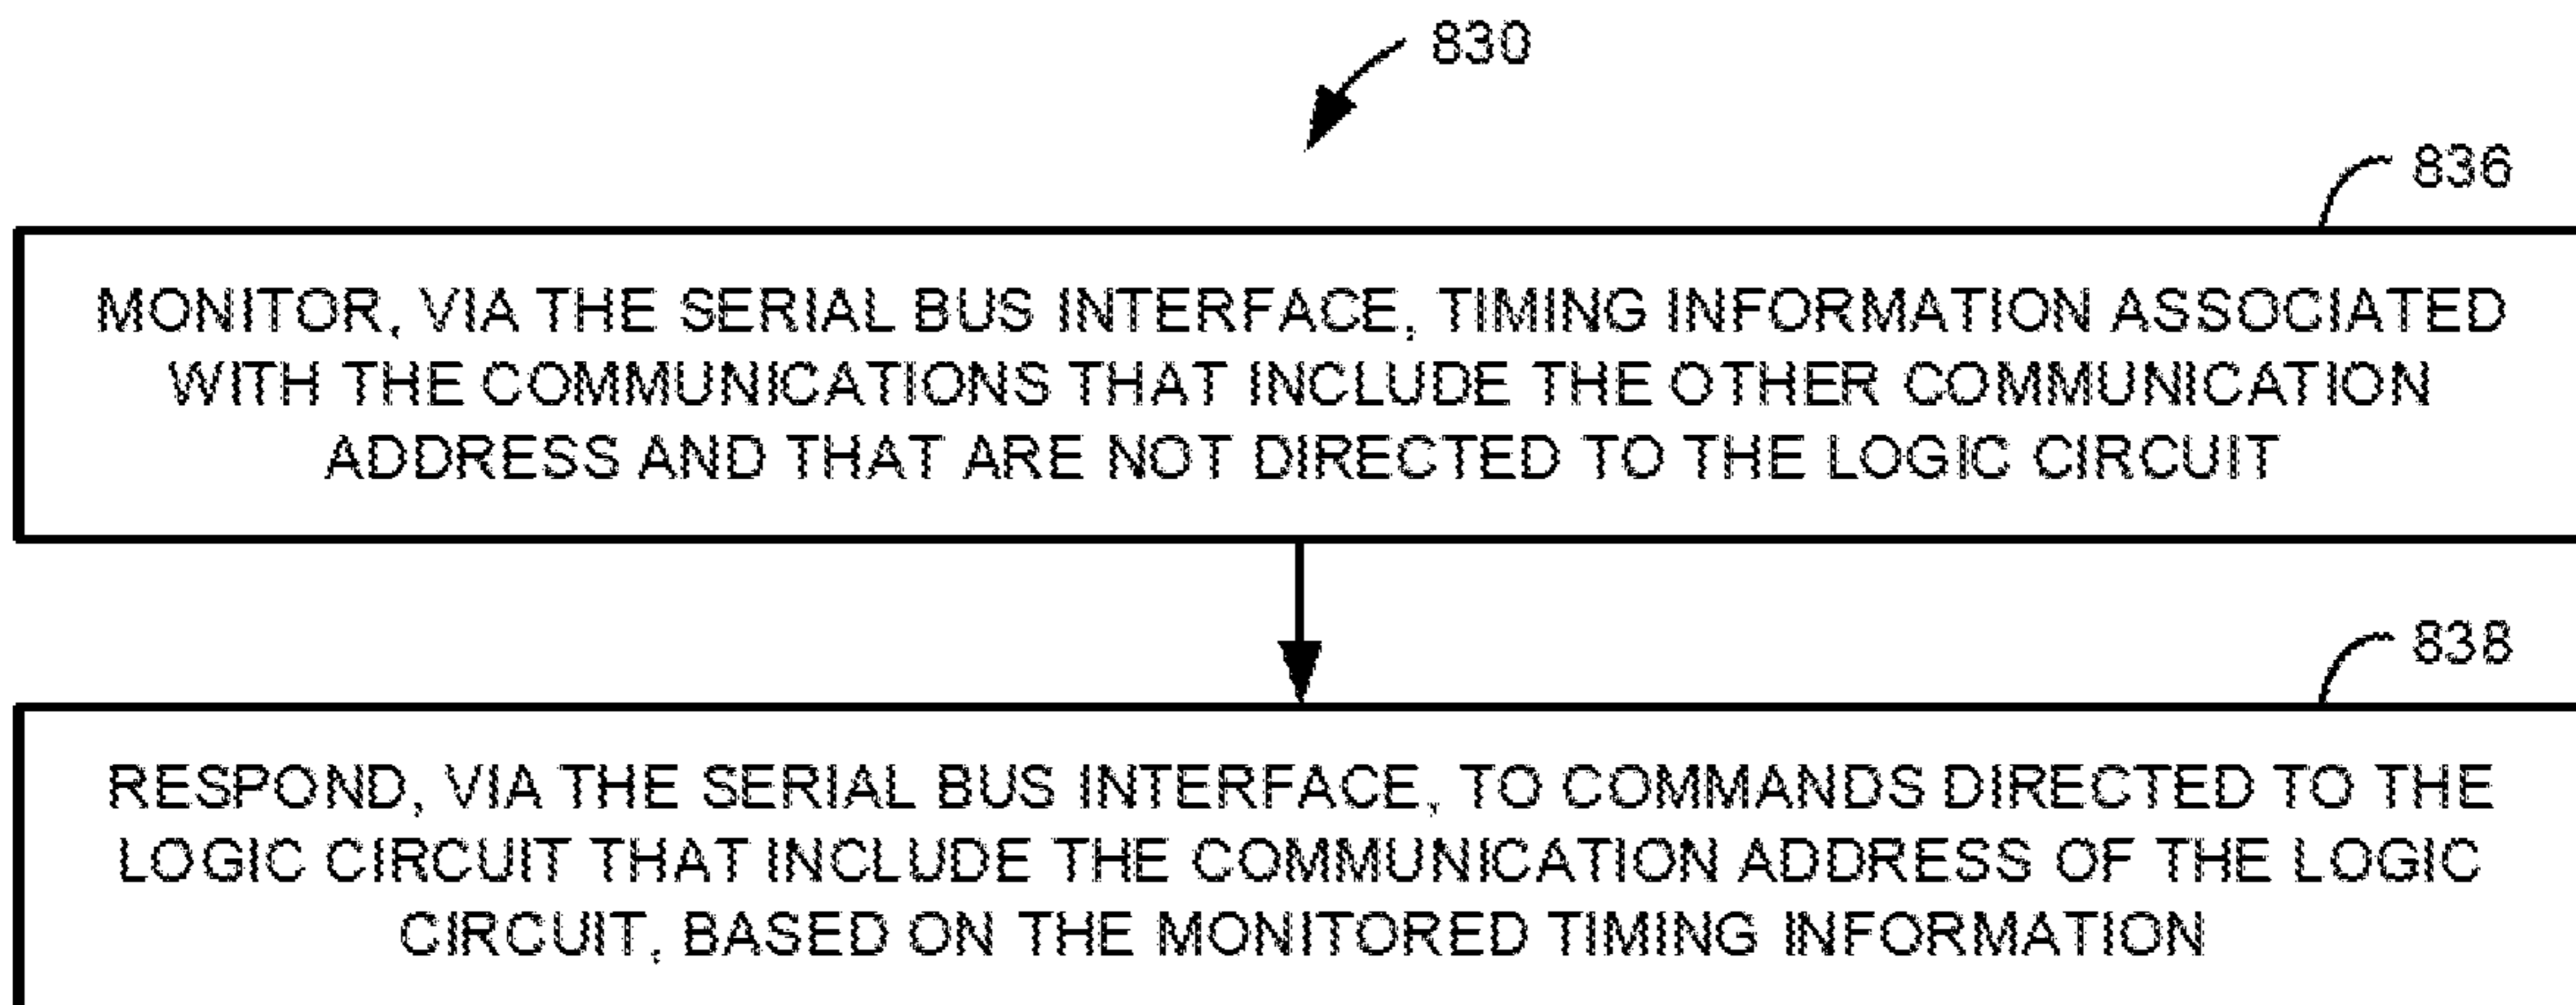 830
836
MONITOR, VIA THE SERIAL BUS INTERFACE, TIMING INFORMATION ASSOCIATED
WITH THE COMMUNICATIONS THAT INCLUDE THE OTHER COMMUNICATION
ADDRESS AND THAT ARE NOT DIRECTED TO THE LOGIC CIRCUIT
838
RESPOND, VIA THE SERIAL BUS INTERFACE, TO COMMANDS DIRECTED TO THE
LOGIC CIRCUIT THAT INCLUDE THE COMMUNICATION ADDRESS OF THE LOGIC
CIRCUIT, BASED ON THE MONITORED TIMING INFORMATION